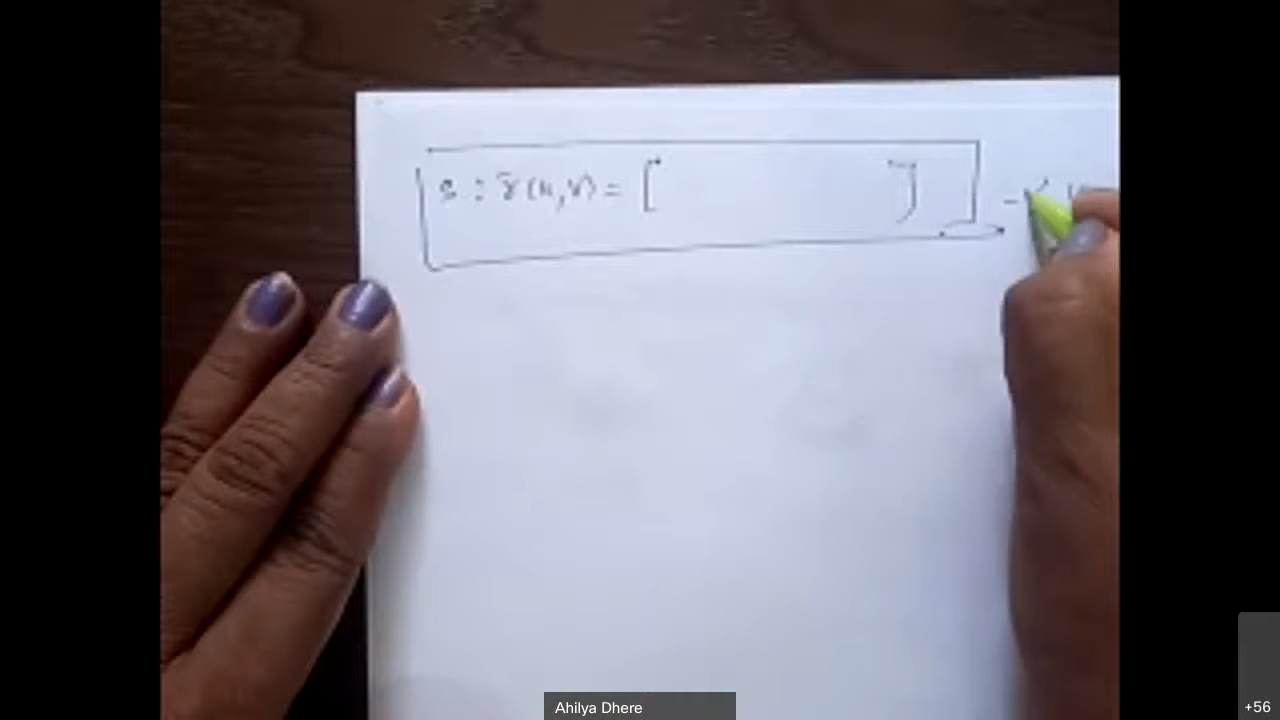 S : r̄(u,v) = [ ]
Ahilya Dhere
+56